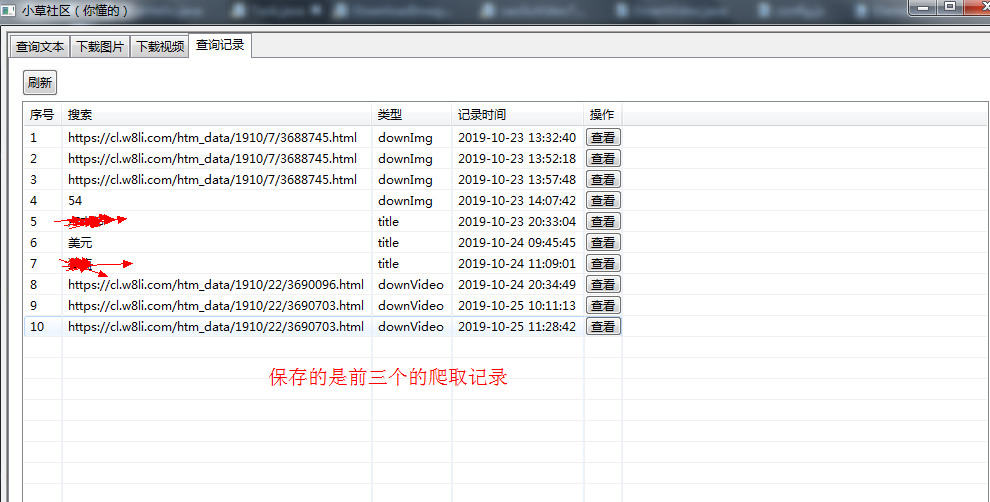 小草社区（你懂的）
查询文本 下载图片 下载视频 查询记录
刷新
序号 搜索 类型 记录时间 操作
1 https://cl.w8li.com/htm_data/1910/7/3688745.html downImg 2019-10-23 13:32:40 查看
2 https://cl.w8li.com/htm_data/1910/7/3688745.html downImg 2019-10-23 13:52:18 查看
3 https://cl.w8li.com/htm_data/1910/7/3688745.html downImg 2019-10-23 13:57:48 查看
4 54 downImg 2019-10-23 14:07:42 查看
5 title 2019-10-23 20:33:04 查看
6 美元 title 2019-10-24 09:45:45 查看
7 title 2019-10-24 11:09:01 查看
8 https://cl.w8li.com/htm_data/1910/22/3690096.html downVideo 2019-10-24 20:34:49 查看
9 https://cl.w8li.com/htm_data/1910/22/3690703.html downVideo 2019-10-25 10:11:13 查看
10 https://cl.w8li.com/htm_data/1910/22/3690703.html downVideo 2019-10-25 11:28:42 查看
保存的是前三个的爬取记录